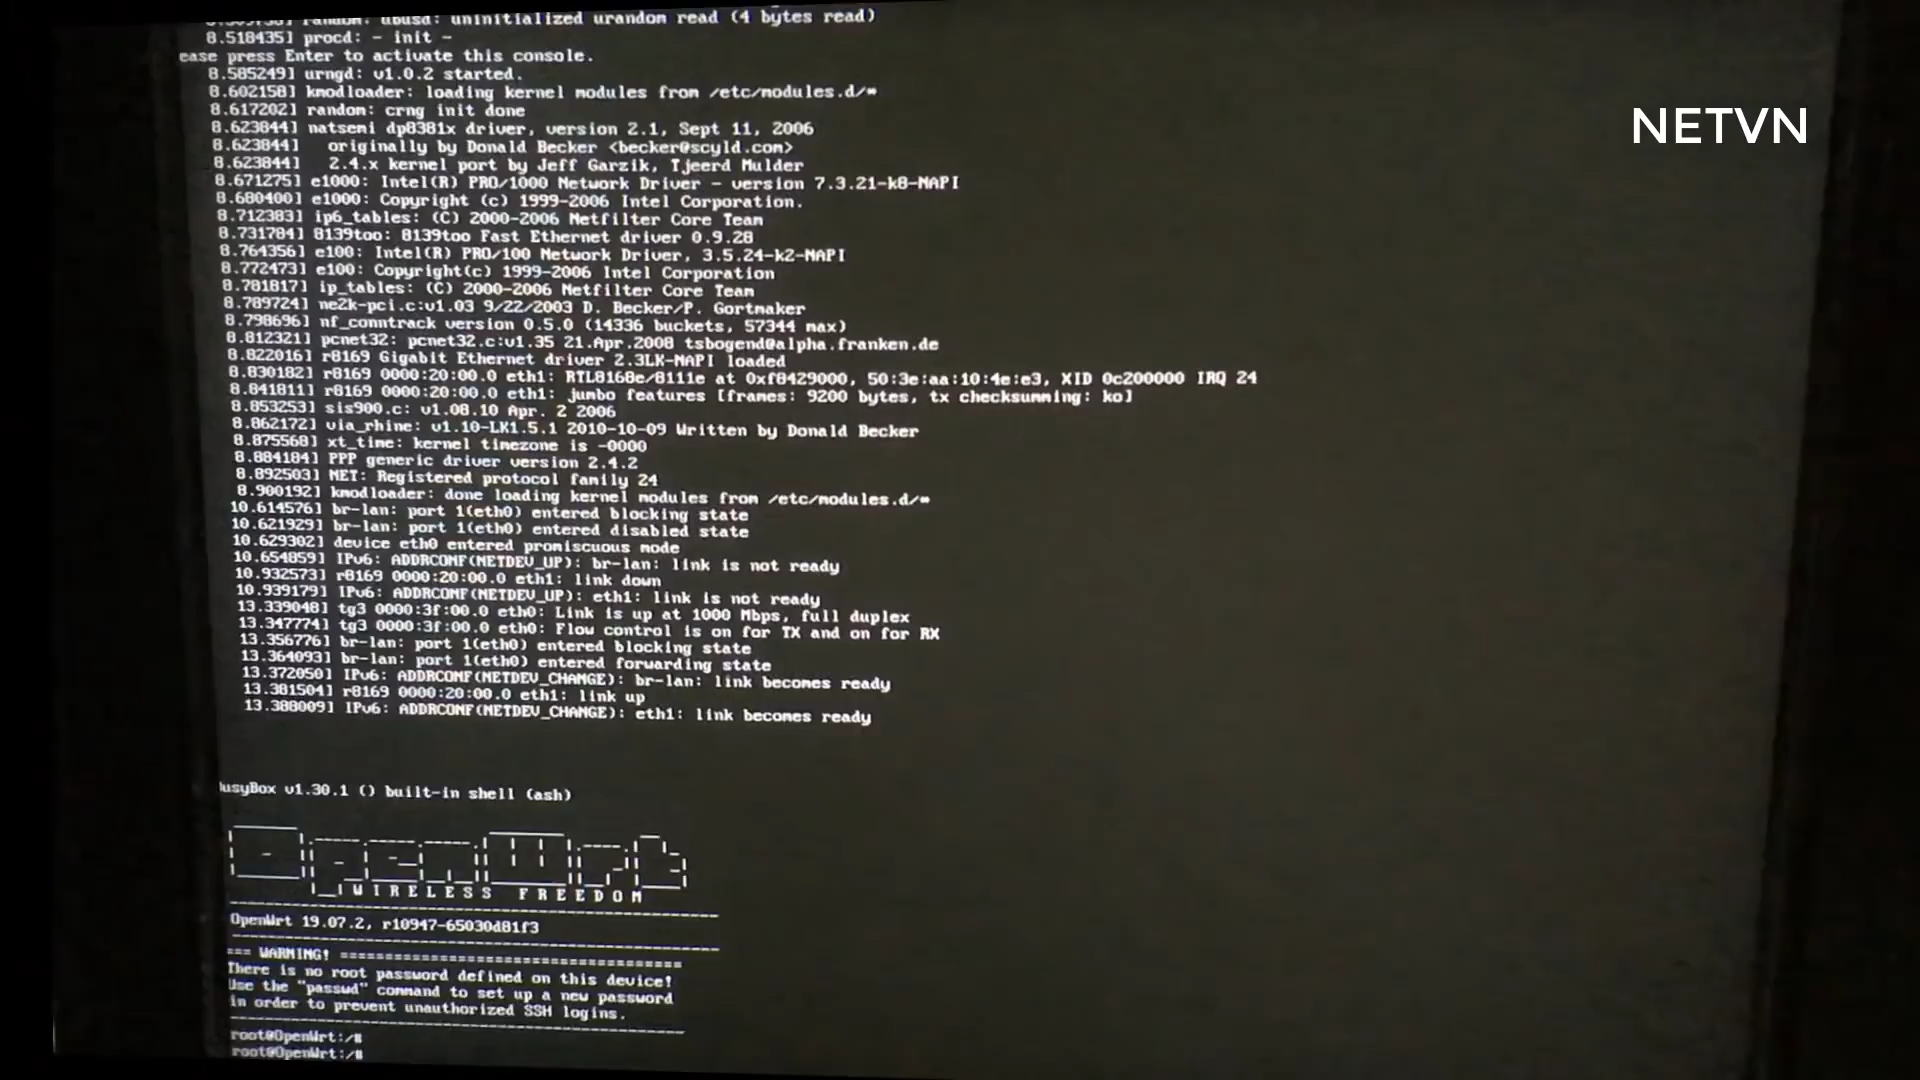 random: ubusd: uninitialized urandom read (4 bytes read)
8.518435] procd: - init -
ease press Enter to activate this console.
8.585249] urngd: v1.0.2 started.
8.602158] kmodloader: loading kernel modules from /etc/modules.d/*
8.617202] random: crng init done
8.623844] natsemi dp8381x driver, version 2.1, Sept 11, 2006
8.623844]   originally by Donald Becker <becker@scyld.com>
8.623844]   2.4.x kernel port by Jeff Garzik, Tjeerd Mulder
8.671275] e1000: Intel(R) PRO/1000 Network Driver - version 7.3.21-k8-NAPI
8.680400] e1000: Copyright (c) 1999-2006 Intel Corporation.
8.712383] ip6_tables: (C) 2000-2006 Netfilter Core Team
8.731784] 8139too: 8139too Fast Ethernet driver 0.9.28
8.764356] e100: Intel(R) PRO/100 Network Driver, 3.5.24-k2-NAPI
8.772473] e100: Copyright(c) 1999-2006 Intel Corporation
8.781817] ip_tables: (C) 2000-2006 Netfilter Core Team
8.789724] ne2k-pci.c:v1.03 9/22/2003 D. Becker/P. Gortmaker
8.798696] nf_conntrack version 0.5.0 (14336 buckets, 57344 max)
8.812321] pcnet32: pcnet32.c:v1.35 21.Apr.2008 tsbogend@alpha.franken.de
8.822016] r8169 Gigabit Ethernet driver 2.3LK-NAPI loaded
8.830182] r8169 0000:20:00.0 eth1: RTL8168e/8111e at 0xf8429000, 50:3e:aa:10:4e:e3, XID 0c200000 IRQ 24
8.841811] r8169 0000:20:00.0 eth1: jumbo features [frames: 9200 bytes, tx checksumming: ko]
8.853253] sis900.c: v1.08.10 Apr. 2 2006
8.862172] via_rhine: v1.10-LK1.5.1 2010-10-09 Written by Donald Becker
8.875568] xt_time: kernel timezone is -0000
8.884184] PPP generic driver version 2.4.2
8.892503] NET: Registered protocol family 24
8.900192] kmodloader: done loading kernel modules from /etc/modules.d/*
10.614576] br-lan: port 1(eth0) entered blocking state
10.621929] br-lan: port 1(eth0) entered disabled state
10.629302] device eth0 entered promiscuous mode
10.654859] IPv6: ADDRCONF(NETDEV_UP): br-lan: link is not ready
10.932573] r8169 0000:20:00.0 eth1: link down
10.939179] IPv6: ADDRCONF(NETDEV_UP): eth1: link is not ready
13.339048] tg3 0000:3f:00.0 eth0: Link is up at 1000 Mbps, full duplex
13.347774] tg3 0000:3f:00.0 eth0: Flow control is on for TX and on for RX
13.356776] br-lan: port 1(eth0) entered blocking state
13.364093] br-lan: port 1(eth0) entered forwarding state
13.372050] IPv6: ADDRCONF(NETDEV_CHANGE): br-lan: link becomes ready
13.381504] r8169 0000:20:00.0 eth1: link up
13.388009] IPv6: ADDRCONF(NETDEV_CHANGE): eth1: link becomes ready
NETVN
usyBox v1.30.1 () built-in shell (ash)
OpenWrt
W I R E L E S S   F R E E D O M
OpenWrt 19.07.2, r10947-65030d81f3
=== WARNING! =====================================
There is no root password defined on this device!
Use the "passwd" command to set up a new password
in order to prevent unauthorized SSH logins.
root@OpenWrt:/#
root@OpenWrt:/#